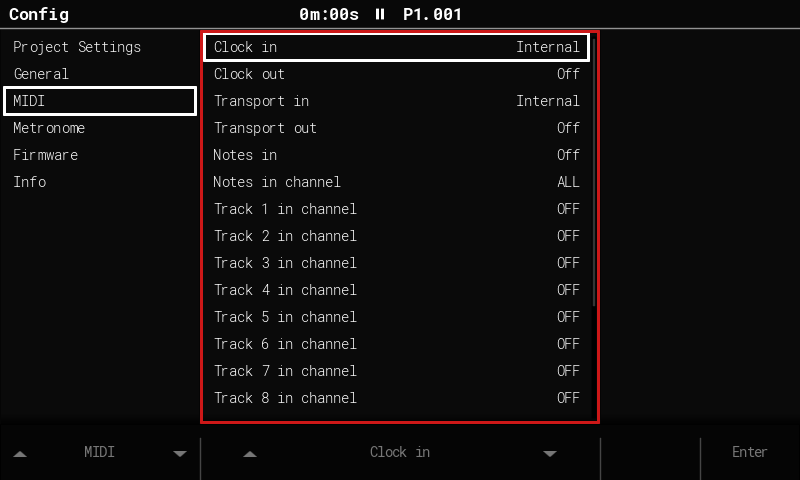 Config 0m:00s P1.001
Project Settings
General
MIDI
Metronome
Firmware
Info
Clock in Internal
Clock out Off
Transport in Internal
Transport out Off
Notes in Off
Notes in channel ALL
Track 1 in channel OFF
Track 2 in channel OFF
Track 3 in channel OFF
Track 4 in channel OFF
Track 5 in channel OFF
Track 6 in channel OFF
Track 7 in channel OFF
Track 8 in channel OFF
MIDI Clock in Enter